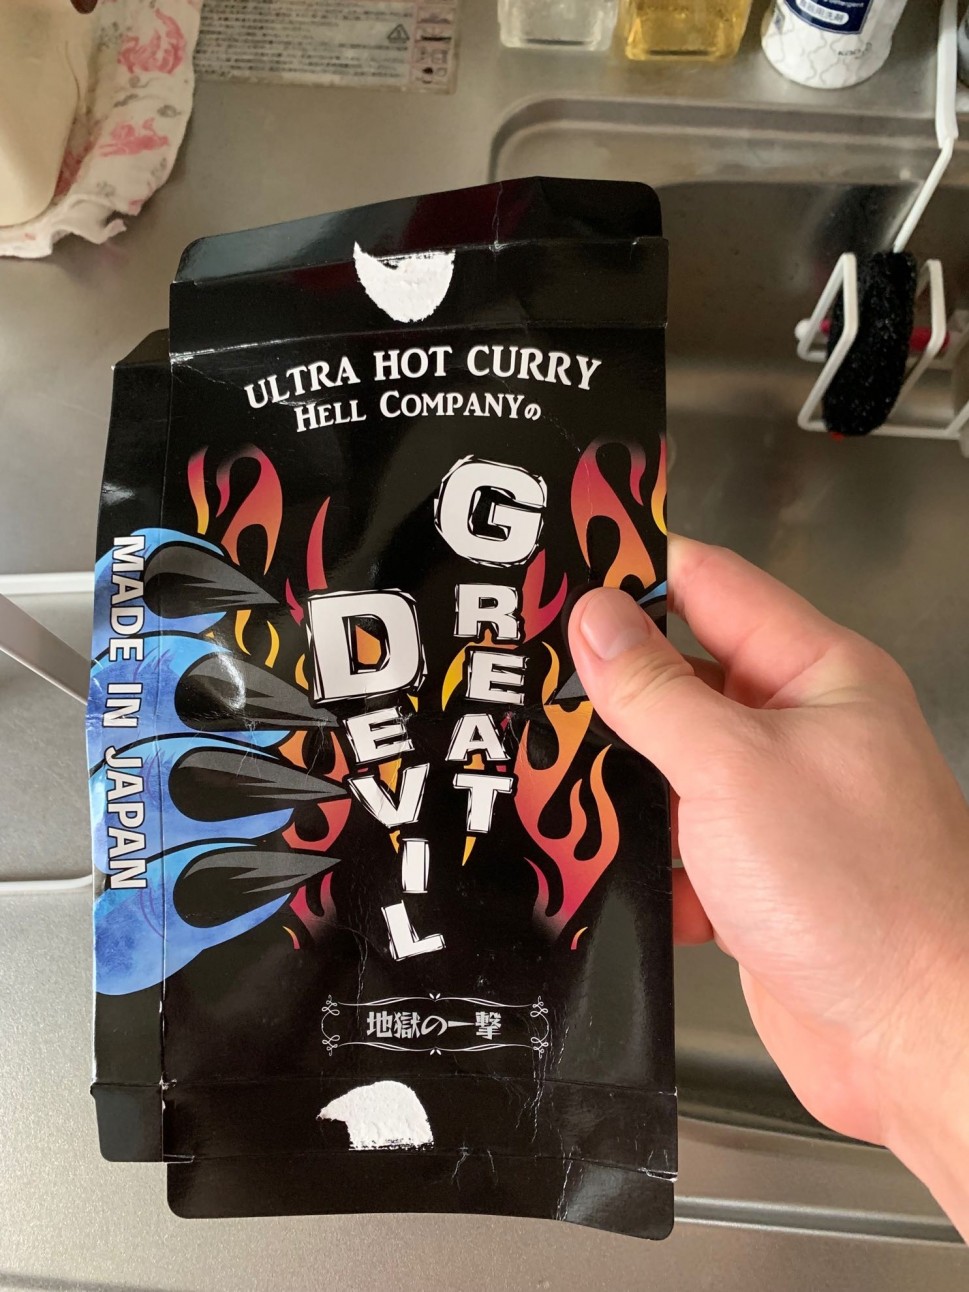 ULTRA HOT CURRY
HELL COMPANYの
GREAT
DEVIL
地獄の一撃
MADE IN JAPAN